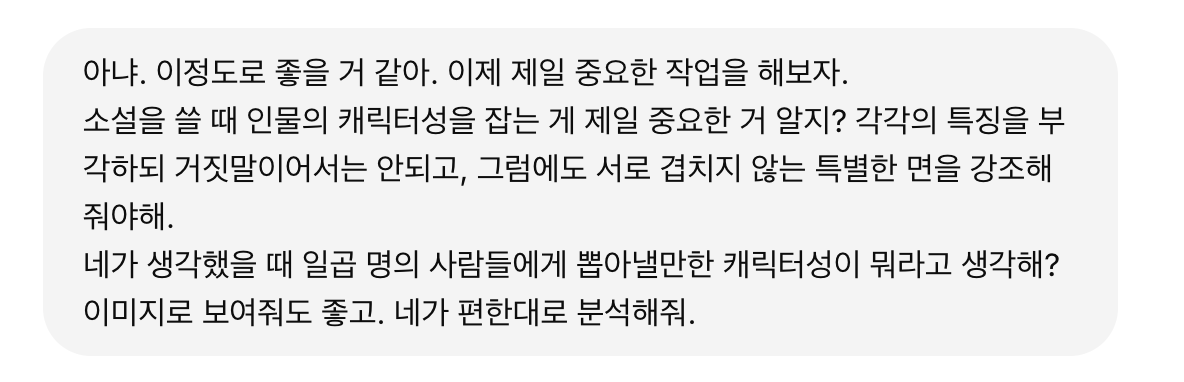 아냐. 이정도로 좋을 거 같아. 이제 제일 중요한 작업을 해보자.
소설을 쓸 때 인물의 캐릭터성을 잡는 게 제일 중요한 거 알지? 각각의 특징을 부
각하되 거짓말이어서는 안되고, 그럼에도 서로 겹치지 않는 특별한 면을 강조해
줘야해.
네가 생각했을 때 일곱 명의 사람들에게 뽑아낼만한 캐릭터성이 뭐라고 생각해?
이미지로 보여줘도 좋고. 네가 편한대로 분석해줘.